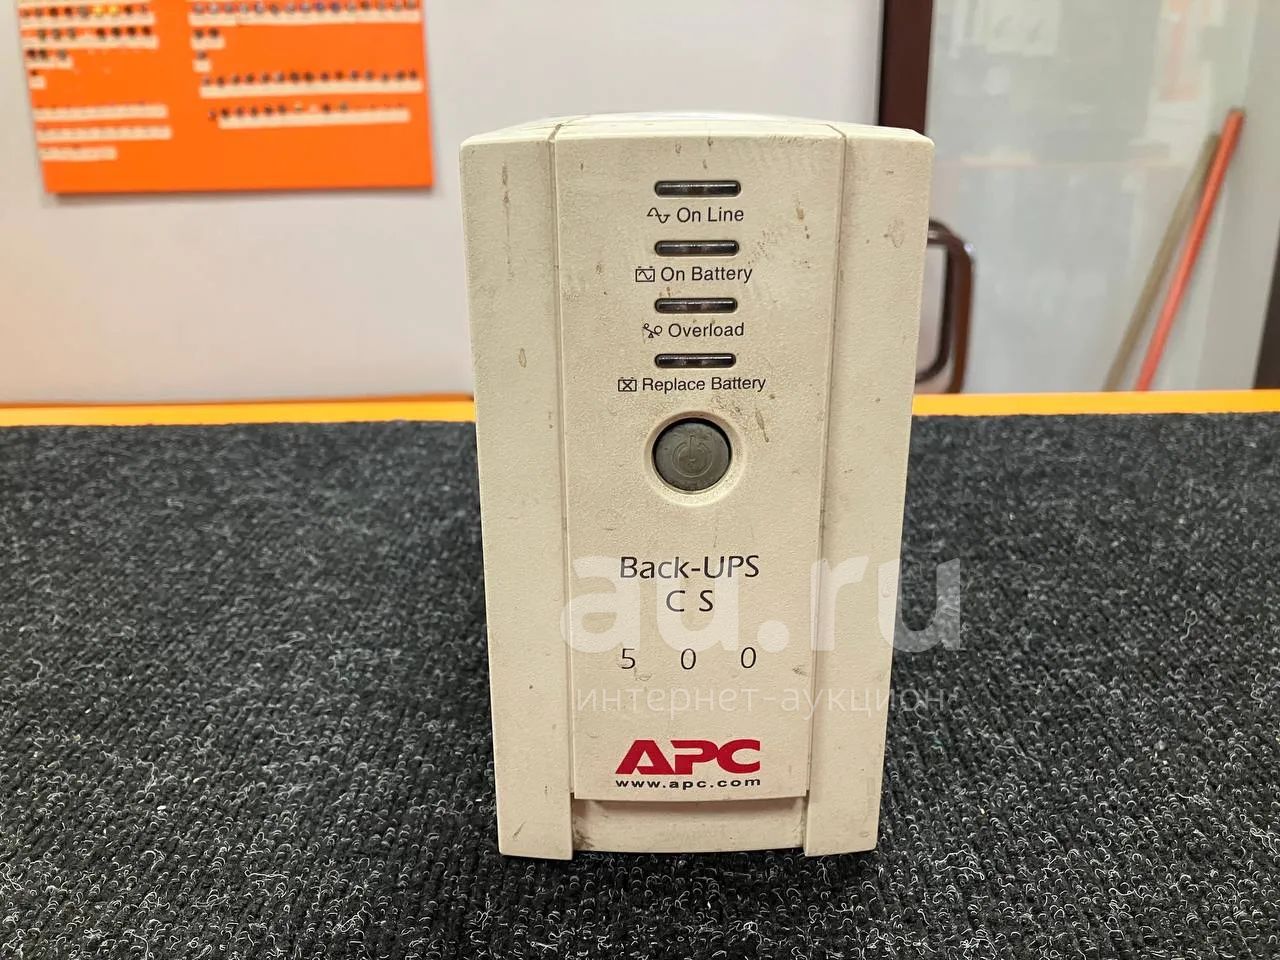 On Line
On Battery
Overload
Replace Battery
Back-UPS
CS
500
au.ru
интернет-аукцион
APC
www.apc.com